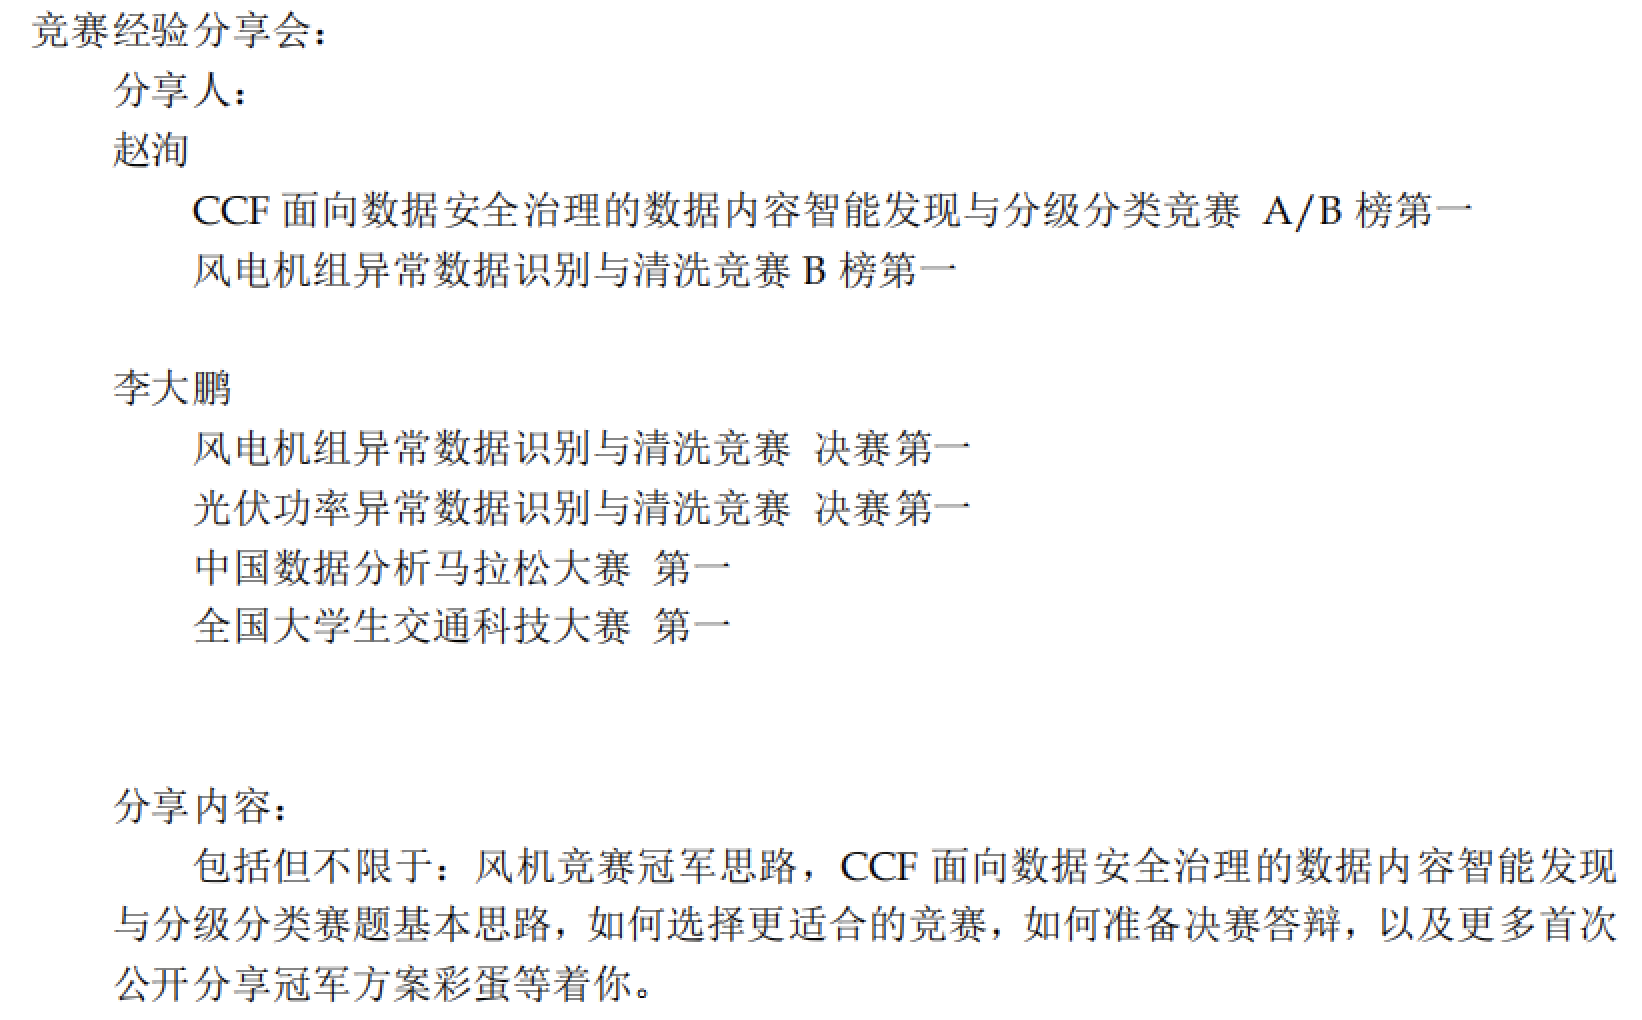 竞赛经验分享会：
分享人：
赵洵
CCF 面向数据安全治理的数据内容智能发现与分级分类竞赛 A/B 榜第一
风电机组异常数据识别与清洗竞赛 B 榜第一
李大鹏
风电机组异常数据识别与清洗竞赛 决赛第一
光伏功率异常数据识别与清洗竞赛 决赛第一
中国数据分析马拉松大赛 第一
全国大学生交通科技大赛 第一
分享内容：
包括但不限于：风机竞赛冠军思路，CCF 面向数据安全治理的数据内容智能发现
与分级分类赛题基本思路，如何选择更适合的竞赛，如何准备决赛答辩，以及更多首次
公开分享冠军方案彩蛋等着你。